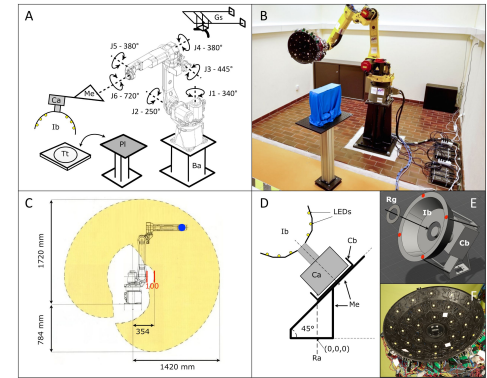 A
Gs
J5 - 380°
J4 - 380°
J3 - 445°
J6 - 720°
J1 - 340°
J2 - 250°
Me
Ca
Ib
Tt
Pl
Ba
B
C
1720 mm
784 mm
100
354
1420 mm
D
LEDs
Ib
Cb
Ca
Me
45°
(0,0,0)
Ra
E
Rg
Ib
Cb
F